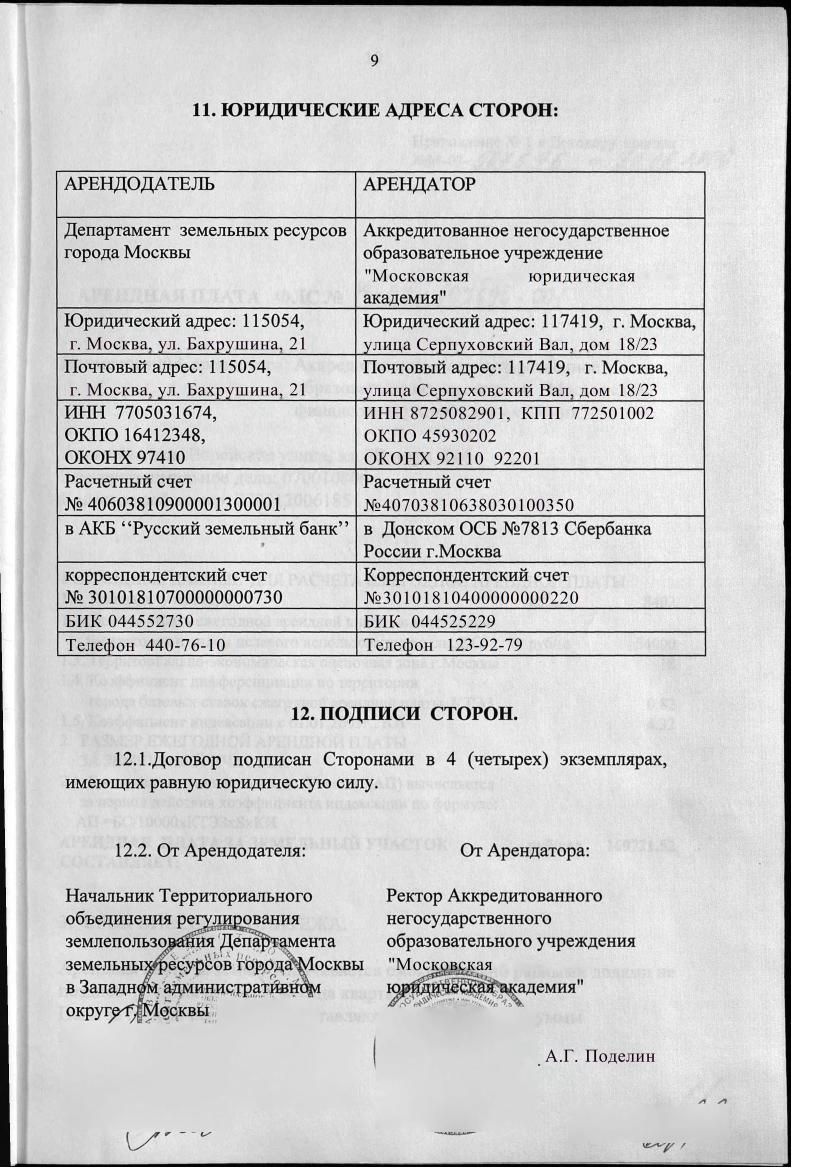 9
11. ЮРИДИЧЕСКИЕ АДРЕСА СТОРОН:
АРЕНДОДАТЕЛЬ
АРЕНДАТОР
Департамент земельных ресурсов
города Москвы
Аккредитованное негосударственное
образовательное учреждение
"Московская юридическая
академия"
Юридический адрес: 115054,
г. Москва, ул. Бахрушина, 21
Юридический адрес: 117419, г. Москва,
улица Серпуховский Вал, дом 18/23
Почтовый адрес: 115054,
г. Москва, ул. Бахрушина, 21
Почтовый адрес: 117419, г. Москва,
улица Серпуховский Вал, дом 18/23
ИНН 7705031674,
ОКПО 16412348,
ОКОНХ 97410
ИНН 8725082901, КПП 772501002
ОКПО 45930202
ОКОНХ 92110 92201
Расчетный счет
№ 40603810900001300001
Расчетный счет
№40703810638030100350
в АКБ ‘‘Русский земельный банк’’
в Донском ОСБ №7813 Сбербанка
России г.Москва
корреспондентский счет
№ 30101810700000000730
Корреспондентский счет
№30101810400000000220
БИК 044552730
БИК 044525229
Телефон 440-76-10
Телефон 123-92-79
12. ПОДПИСИ СТОРОН.
12.1.Договор подписан Сторонами в 4 (четырех) экземплярах,
имеющих равную юридическую силу.
12.2. От Арендодателя:
От Арендатора:
Начальник Территориального
объединения регулирования
землепользования Департамента
земельных ресурсов города Москвы
в Западном административном
округе г. Москвы
Ректор Аккредитованного
негосударственного
образовательного учреждения
"Московская
юридическая академия"
А.Г. Поделин